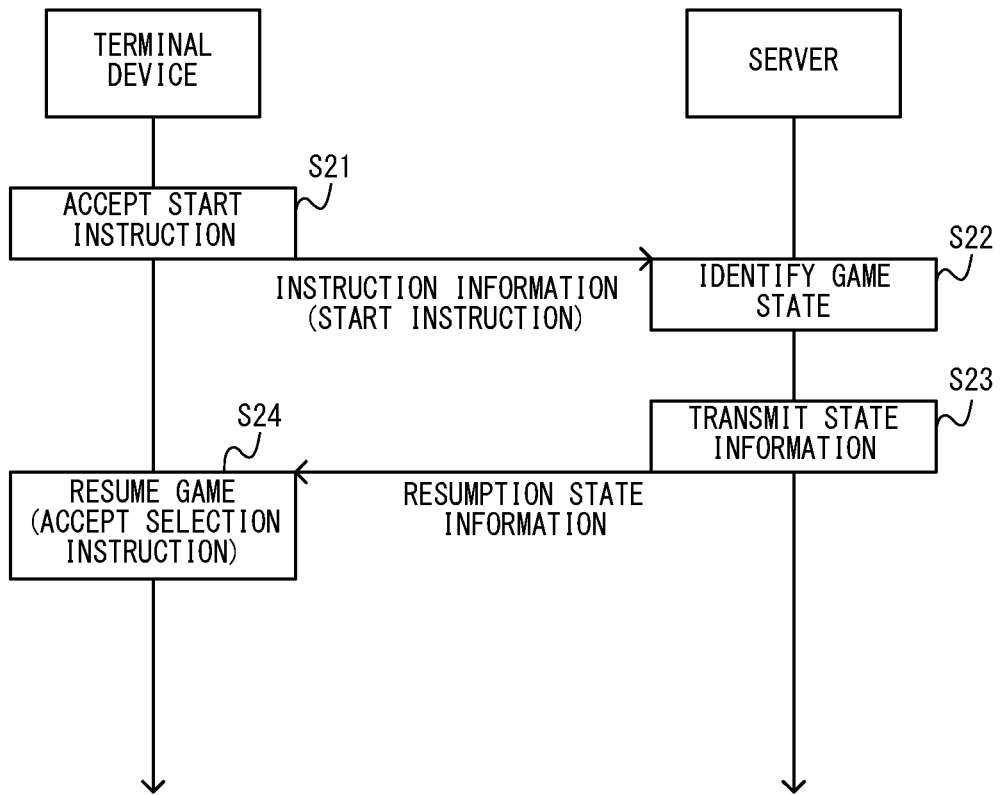 TERMINAL
DEVICE
SERVER
S21
ACCEPT START
INSTRUCTION
S22
INSTRUCTION INFORMATION
(START INSTRUCTION)
IDENTIFY GAME
STATE
S23
TRANSMIT STATE
INFORMATION
S24
RESUME GAME
(ACCEPT SELECTION
INSTRUCTION)
RESUMPTION STATE
INFORMATION